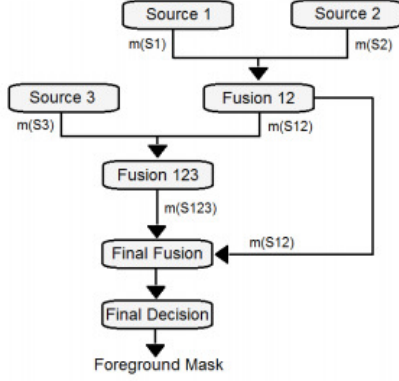 Source 1
Source 2
m(S1)
m(S2)
Source 3
Fusion 12
m(S3)
m(S12)
Fusion 123
m(S123)
Final Fusion
m(S12)
Final Decision
Foreground Mask